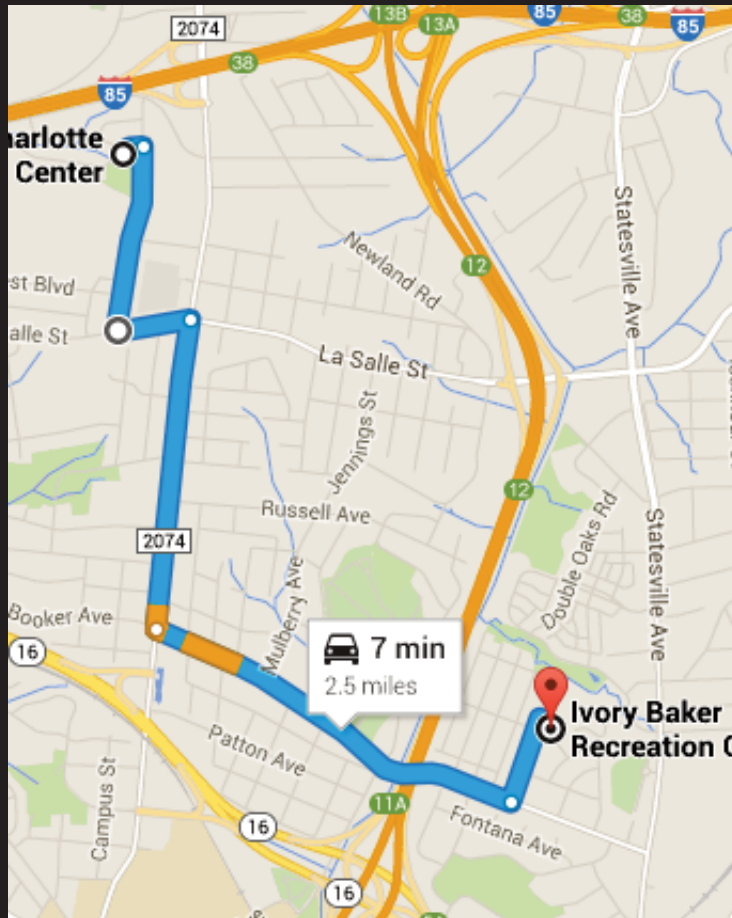 13B
13A
85
38
85
2074
38
85
harlotte
Center
Statesville Ave
Newland Rd
12
st Blvd
alle St
La Salle St
Jennings St
12
Russell Ave
Double Oaks Rd
Statesville Ave
2074
Booker Ave
Mulberry Ave
16
7 min
2.5 miles
Ivory Baker
Recreation C
Patton Ave
Campus St
11A
16
Fontana Ave
16